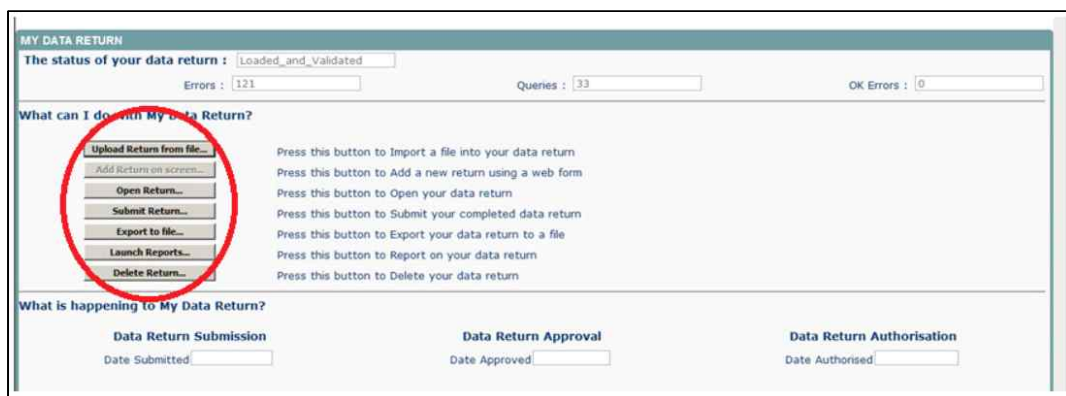 MY DATA RETURN
The status of your data return : Loaded_and_Validated
Errors : 121 Queries : 33 OK Errors : 0
What can I do with My Data Return?
Upload Return from file... Press this button to Import a file into your data return
Add Return on screen... Press this button to Add a new return using a web form
Open Return... Press this button to Open your data return
Submit Return... Press this button to Submit your completed data return
Export to file... Press this button to Export your data return to a file
Launch Reports... Press this button to Report on your data return
Delete Return... Press this button to Delete your data return
What is happening to My Data Return?
Data Return Submission Data Return Approval Data Return Authorisation
Date Submitted Date Approved Date Authorised